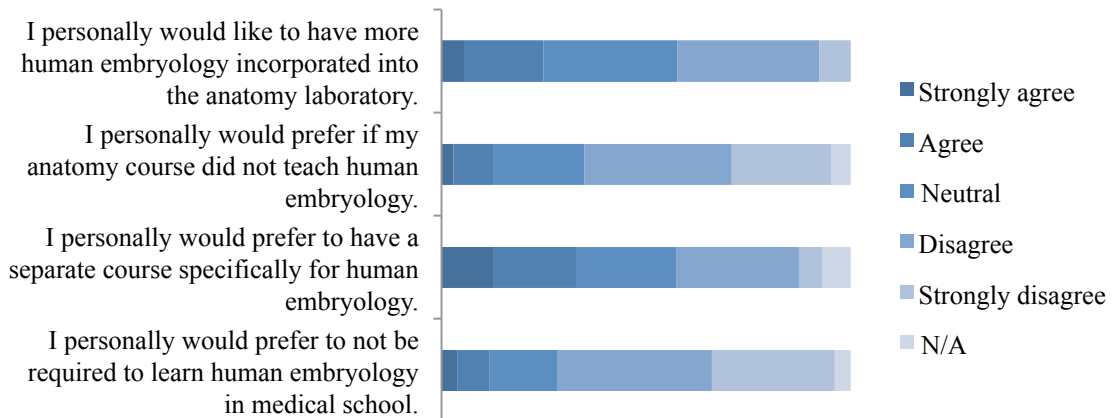 I personally would like to have more
human embryology incorporated into
the anatomy laboratory.
I personally would prefer if my
anatomy course did not teach human
embryology.
I personally would prefer to have a
separate course specifically for human
embryology.
I personally would prefer to not be
required to learn human embryology
in medical school.
Strongly agree
Agree
Neutral
Disagree
Strongly disagree
N/A